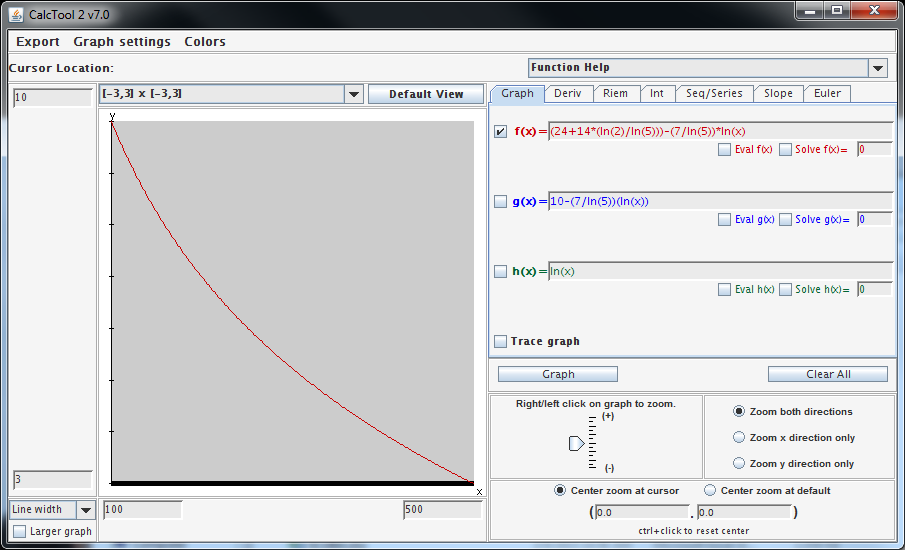 CalcTool 2 v7.0
Export Graph settings Colors
Cursor Location:
Function Help
10
[-3,3] x [-3,3]
Default View
Graph Deriv Riem Int Seq/Series Slope Euler
y
f(x)= (24+14*(ln(2)/ln(5)))-(7/ln(5))*ln(x)
Eval f(x) Solve f(x)= 0
g(x)= 10-(7/ln(5))(ln(x))
Eval g(x) Solve g(x)= 0
h(x)= ln(x)
Eval h(x) Solve h(x)= 0
Trace graph
Graph Clear All
Right/left click on graph to zoom.
(+)
(-)
Zoom both directions
Zoom x direction only
Zoom y direction only
3
x
Line width
100
500
Larger graph
Center zoom at cursor Center zoom at default
( 0.0 . 0.0 )
ctrl+click to reset center